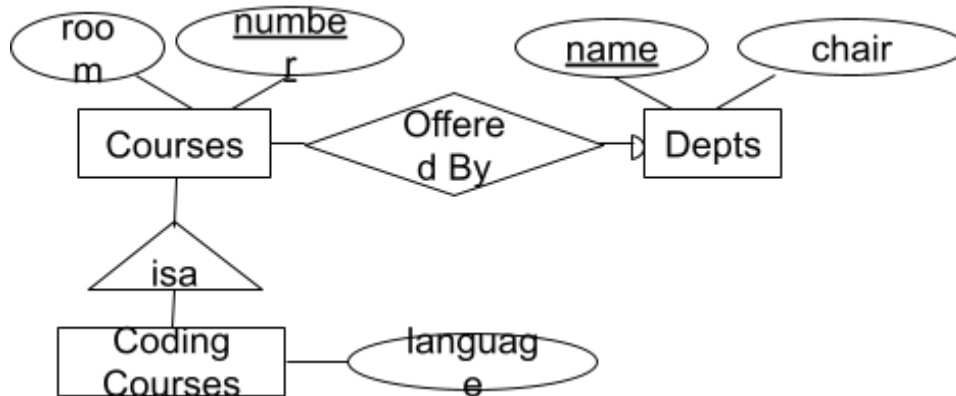 roo
m
numbe
r
name
chair
Courses
Offere
d By
Depts
isa
Coding
Courses
languag
e